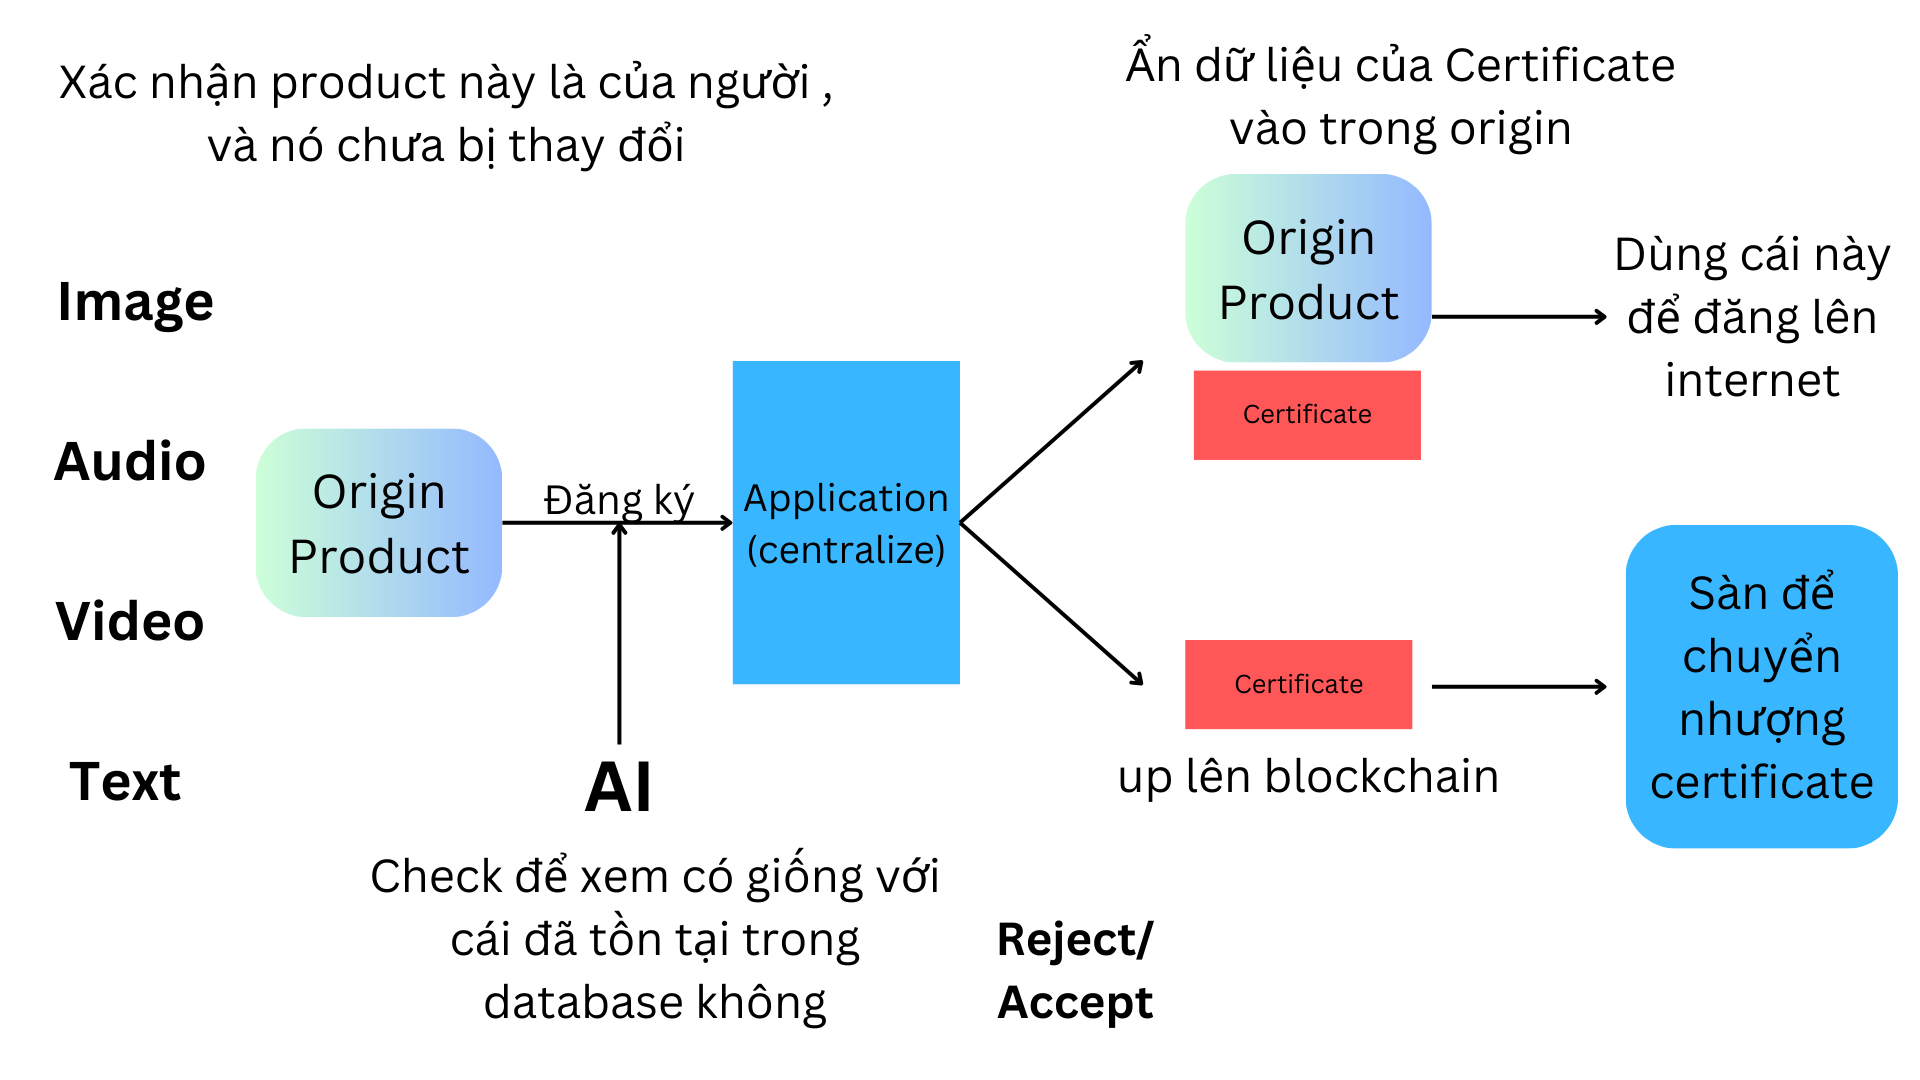 Xác nhận product này là của người ,
và nó chưa bị thay đổi
Ẩn dữ liệu của Certificate
vào trong origin
Image
Audio
Video
Text
Origin
Product
Đăng ký
AI
Check để xem có giống với
cái đã tồn tại trong
database không
Application
(centralize)
Reject/
Accept
Origin
Product
Certificate
Dùng cái này
để đăng lên
internet
Certificate
up lên blockchain
Sàn để
chuyển
nhượng
certificate